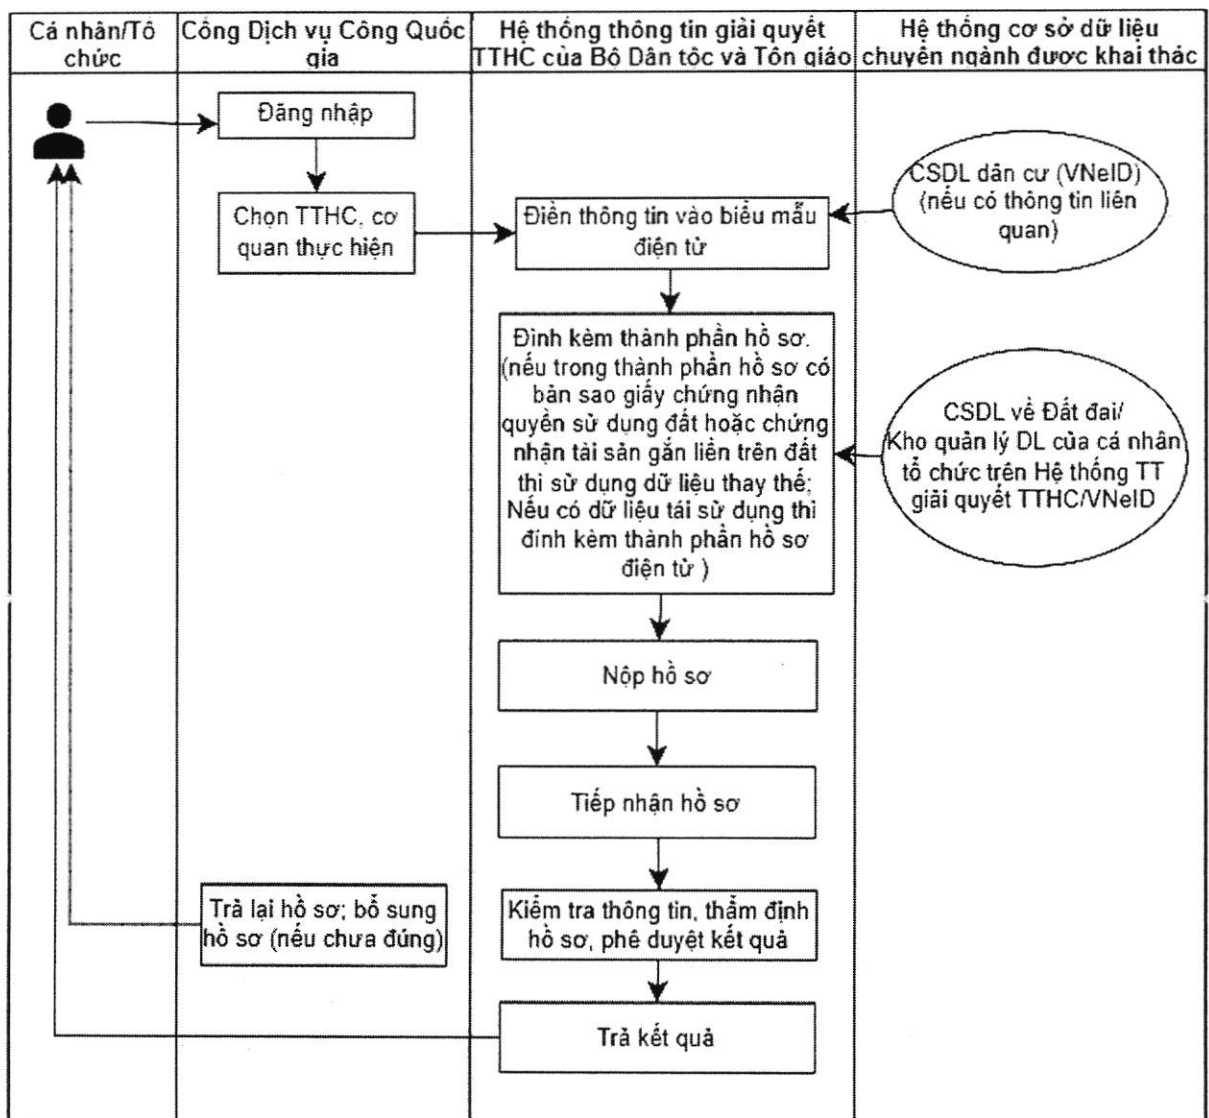 Cá nhân/Tổ
chức
Cổng Dịch vụ Công Quốc
gia
Hệ thống thông tin giải quyết
TTHC của Bộ Dân tộc và Tôn giáo
Hệ thống cơ sở dữ liệu
chuyên ngành được khai thác
Đăng nhập
Chọn TTHC, cơ
quan thực hiện
Điền thông tin vào biểu mẫu
điện tử
CSDL dân cư (VNeID)
(nếu có thông tin liên
quan)
Đính kèm thành phần hồ sơ.
(nếu trong thành phần hồ sơ có
bản sao giấy chứng nhận
quyền sử dụng đất hoặc chứng
nhận tài sản gắn liền trên đất
thì sử dụng dữ liệu thay thế;
Nếu có dữ liệu tái sử dụng thì
đính kèm thành phần hồ sơ
điện tử )
CSDL về Đất đai/
Kho quản lý DL của cá nhân
tổ chức trên Hệ thống TT
giải quyết TTHC/VNeID
Nộp hồ sơ
Tiếp nhận hồ sơ
Trả lại hồ sơ; bổ sung
hồ sơ (nếu chưa đúng)
Kiểm tra thông tin, thẩm định
hồ sơ, phê duyệt kết quả
Trả kết quả